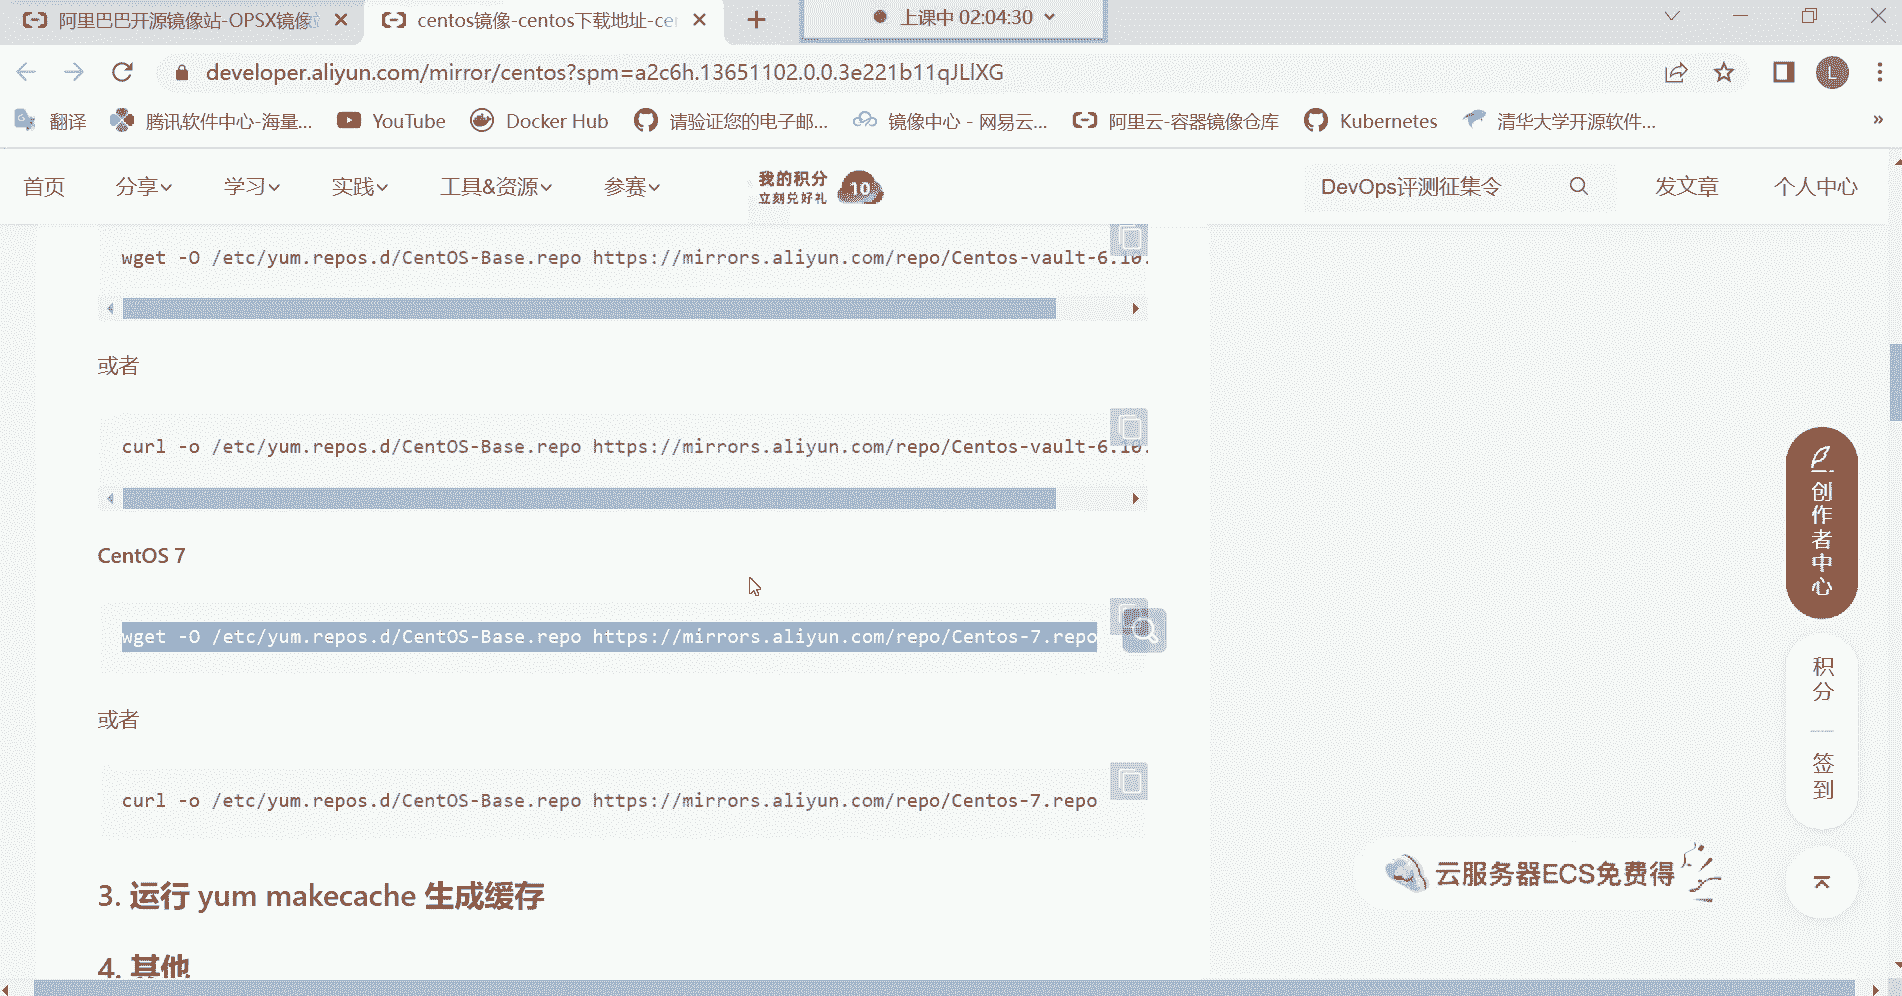 阿里巴巴开源镜像站-OPSX镜像
centos镜像-centos下载地址-ce
上课中 02:04:30
developer.aliyun.com/mirror/centos?spm=a2c6h.13651102.0.0.3e221b11qJLlXG
L
翻译
腾讯软件中心-海量...
YouTube
Docker Hub
请验证您的电子邮...
镜像中心 - 网易云...
阿里云-容器镜像仓库
Kubernetes
清华大学开源软件...
»
首页
分享
学习
实践
工具&资源
参赛
我的积分
立刻兑好礼
10
DevOps评测征集令
发文章
个人中心
wget -O /etc/yum.repos.d/CentOS-Base.repo https://mirrors.aliyun.com/repo/Centos-vault-6.10.
或者
curl -o /etc/yum.repos.d/CentOS-Base.repo https://mirrors.aliyun.com/repo/Centos-vault-6.10.
CentOS 7
wget -O /etc/yum.repos.d/CentOS-Base.repo https://mirrors.aliyun.com/repo/Centos-7.repo
或者
curl -o /etc/yum.repos.d/CentOS-Base.repo https://mirrors.aliyun.com/repo/Centos-7.repo
3. 运行 yum makecache 生成缓存
4. 其他
创作者中心
积分
签到
云服务器ECS免费得